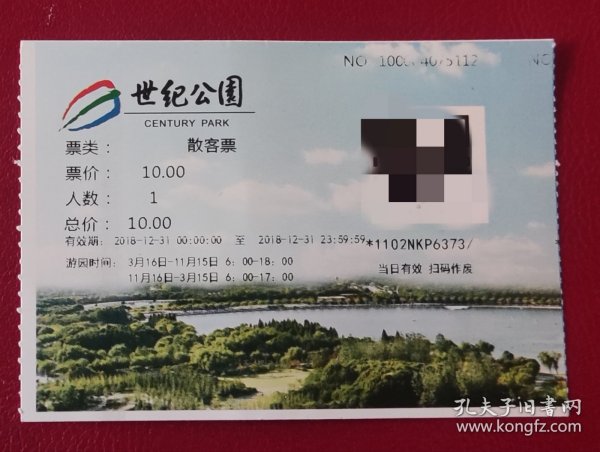 NO 1000 4075112 NO
世纪公園
CENTURY PARK
票类： 散客票
票价： 10.00
人数： 1
总价： 10.00
有效期： 2018-12-31 00:00:00 至 2018-12-31 23:59:59
*1102NKP6373/
游园时间： 3月16日-11月15日 6：00-18：00
11月16日-3月15日 6：00-17：00
当日有效 扫码作废
孔夫子旧书网
www.kongfz.com